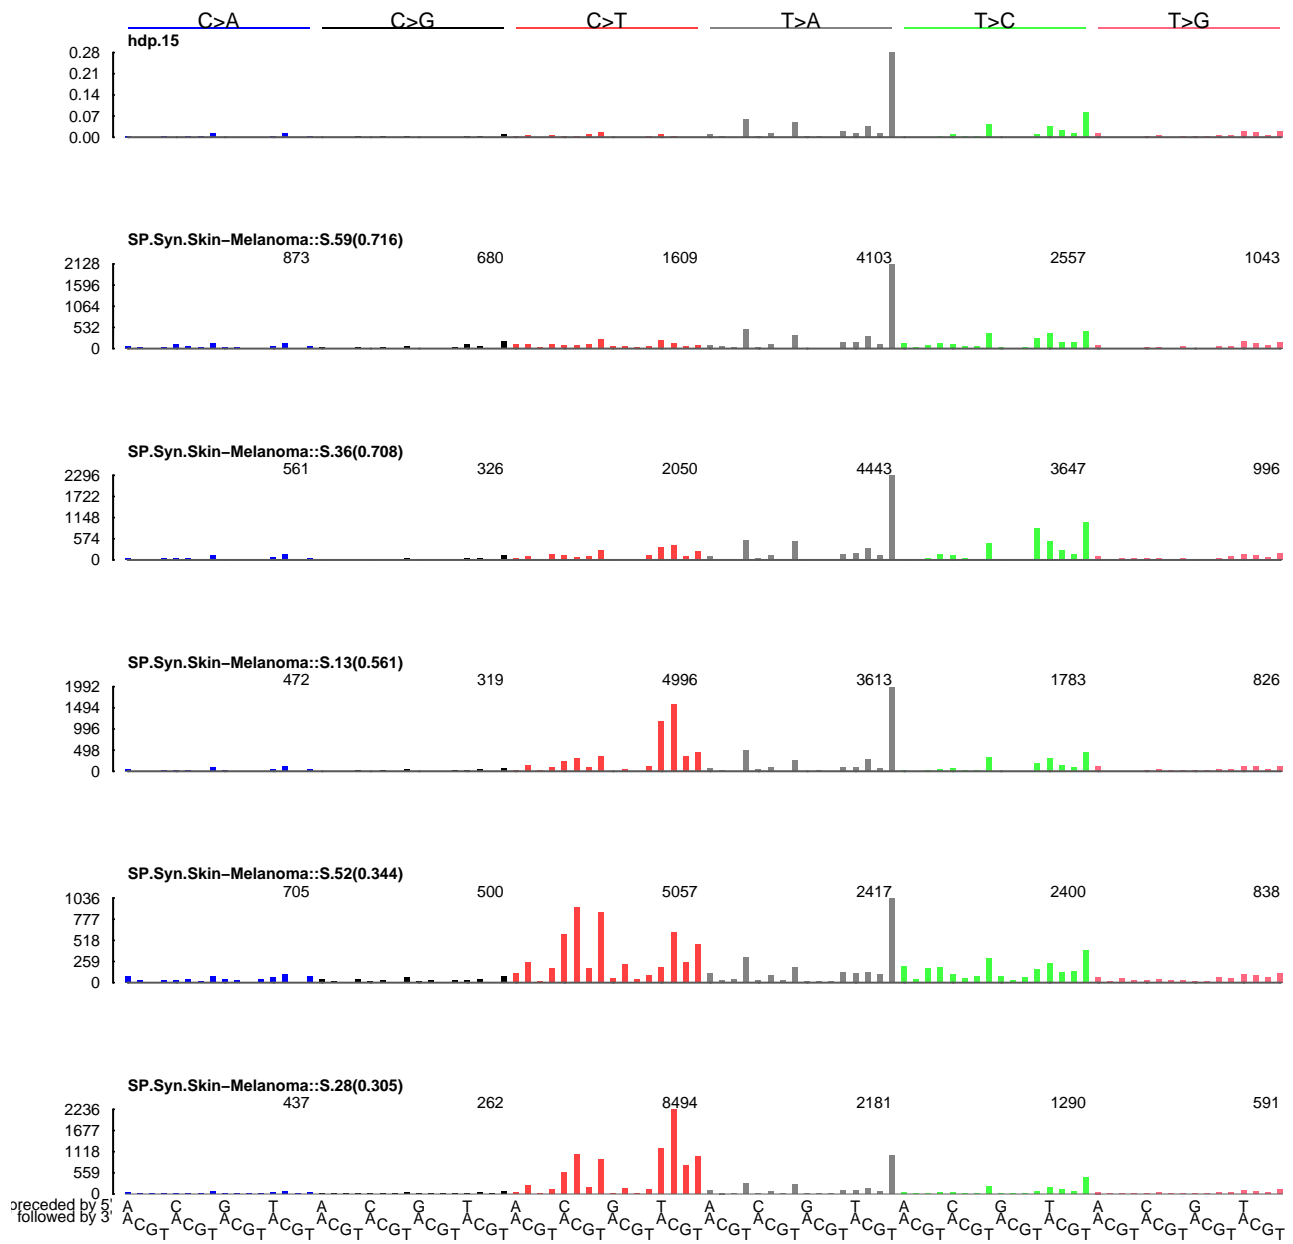 C>A C>G C>T T>A T>C T>G
hdp.15
0.28
0.21
0.14
0.07
0.00
SP.Syn.Skin−Melanoma::S.59(0.716)
873 680 1609 4103 2557 1043
2128
1596
1064
532
0
SP.Syn.Skin−Melanoma::S.36(0.708)
561 326 2050 4443 3647 996
2296
1722
1148
574
0
SP.Syn.Skin−Melanoma::S.13(0.561)
472 319 4996 3613 1783 826
1992
1494
996
498
0
SP.Syn.Skin−Melanoma::S.52(0.344)
705 500 5057 2417 2400 838
1036
777
518
259
0
SP.Syn.Skin−Melanoma::S.28(0.305)
437 262 8494 2181 1290 591
2236
1677
1118
559
0
preceded by 5' A C G T A C G T A C G T A C G T A C G T A C G T
followed by 3' A C G T A C G T A C G T A C G T A C G T A C G T A C G T A C G T A C G T A C G T A C G T A C G T A C G T A C G T A C G T A C G T A C G T A C G T A C G T A C G T A C G T A C G T A C G T A C G T